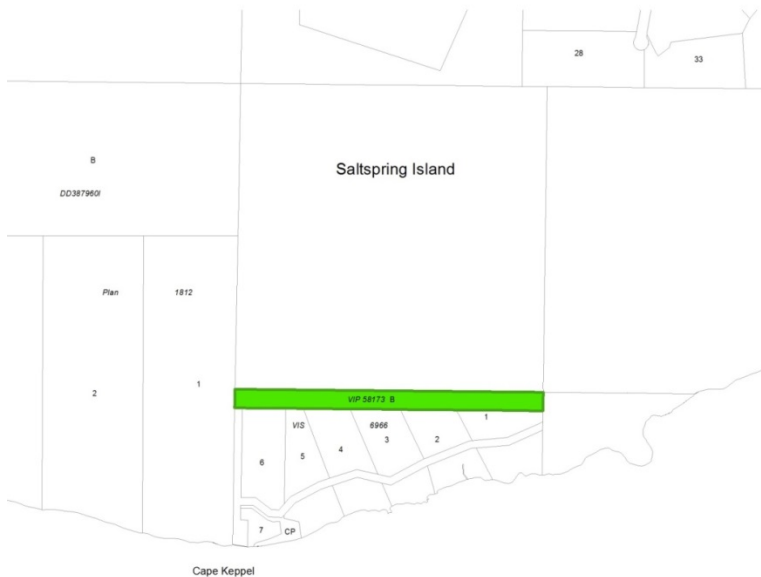 28
33
Saltspring Island
B
DD387960I
Plan 1812
2
1
VIP 58173 B
1
VIS 6966
2
3
4
5
6
7
CP
Cape Keppel